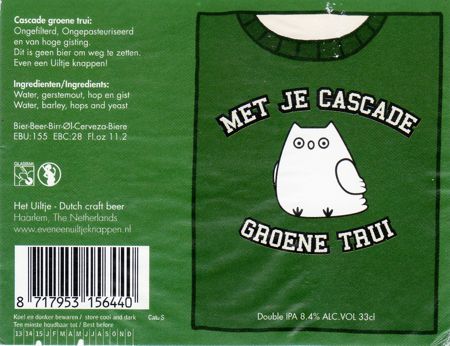 Cascade groene trui:
Ongefilterd, Ongepasteuriseerd
en van hoge gisting.
Dit is geen bier om weg te zetten.
Even een Uiltje knappen!
Ingredienten/Ingredients:
Water, gerstemout, hop en gist
Water, barley, hops and yeast
Bier-Beer-Birr-Øl-Cerveza-Biere
EBU:155 EBC:28 Fl.oz 11.2
GLASBAK
Het Uiltje - Dutch craft beer
Haarlem, The Netherlands
www.eveneenuiltjeknappen.nl
8 717953 156440
Cat. S
Koel en donker bewaren / store cool and dark
Ten minste houdbaar tot / Best before
13 14 15 J F M A M J J A S O N D
MET JE CASCADE
GROENE TRUI
Double IPA 8.4% ALC.VOL 33cl